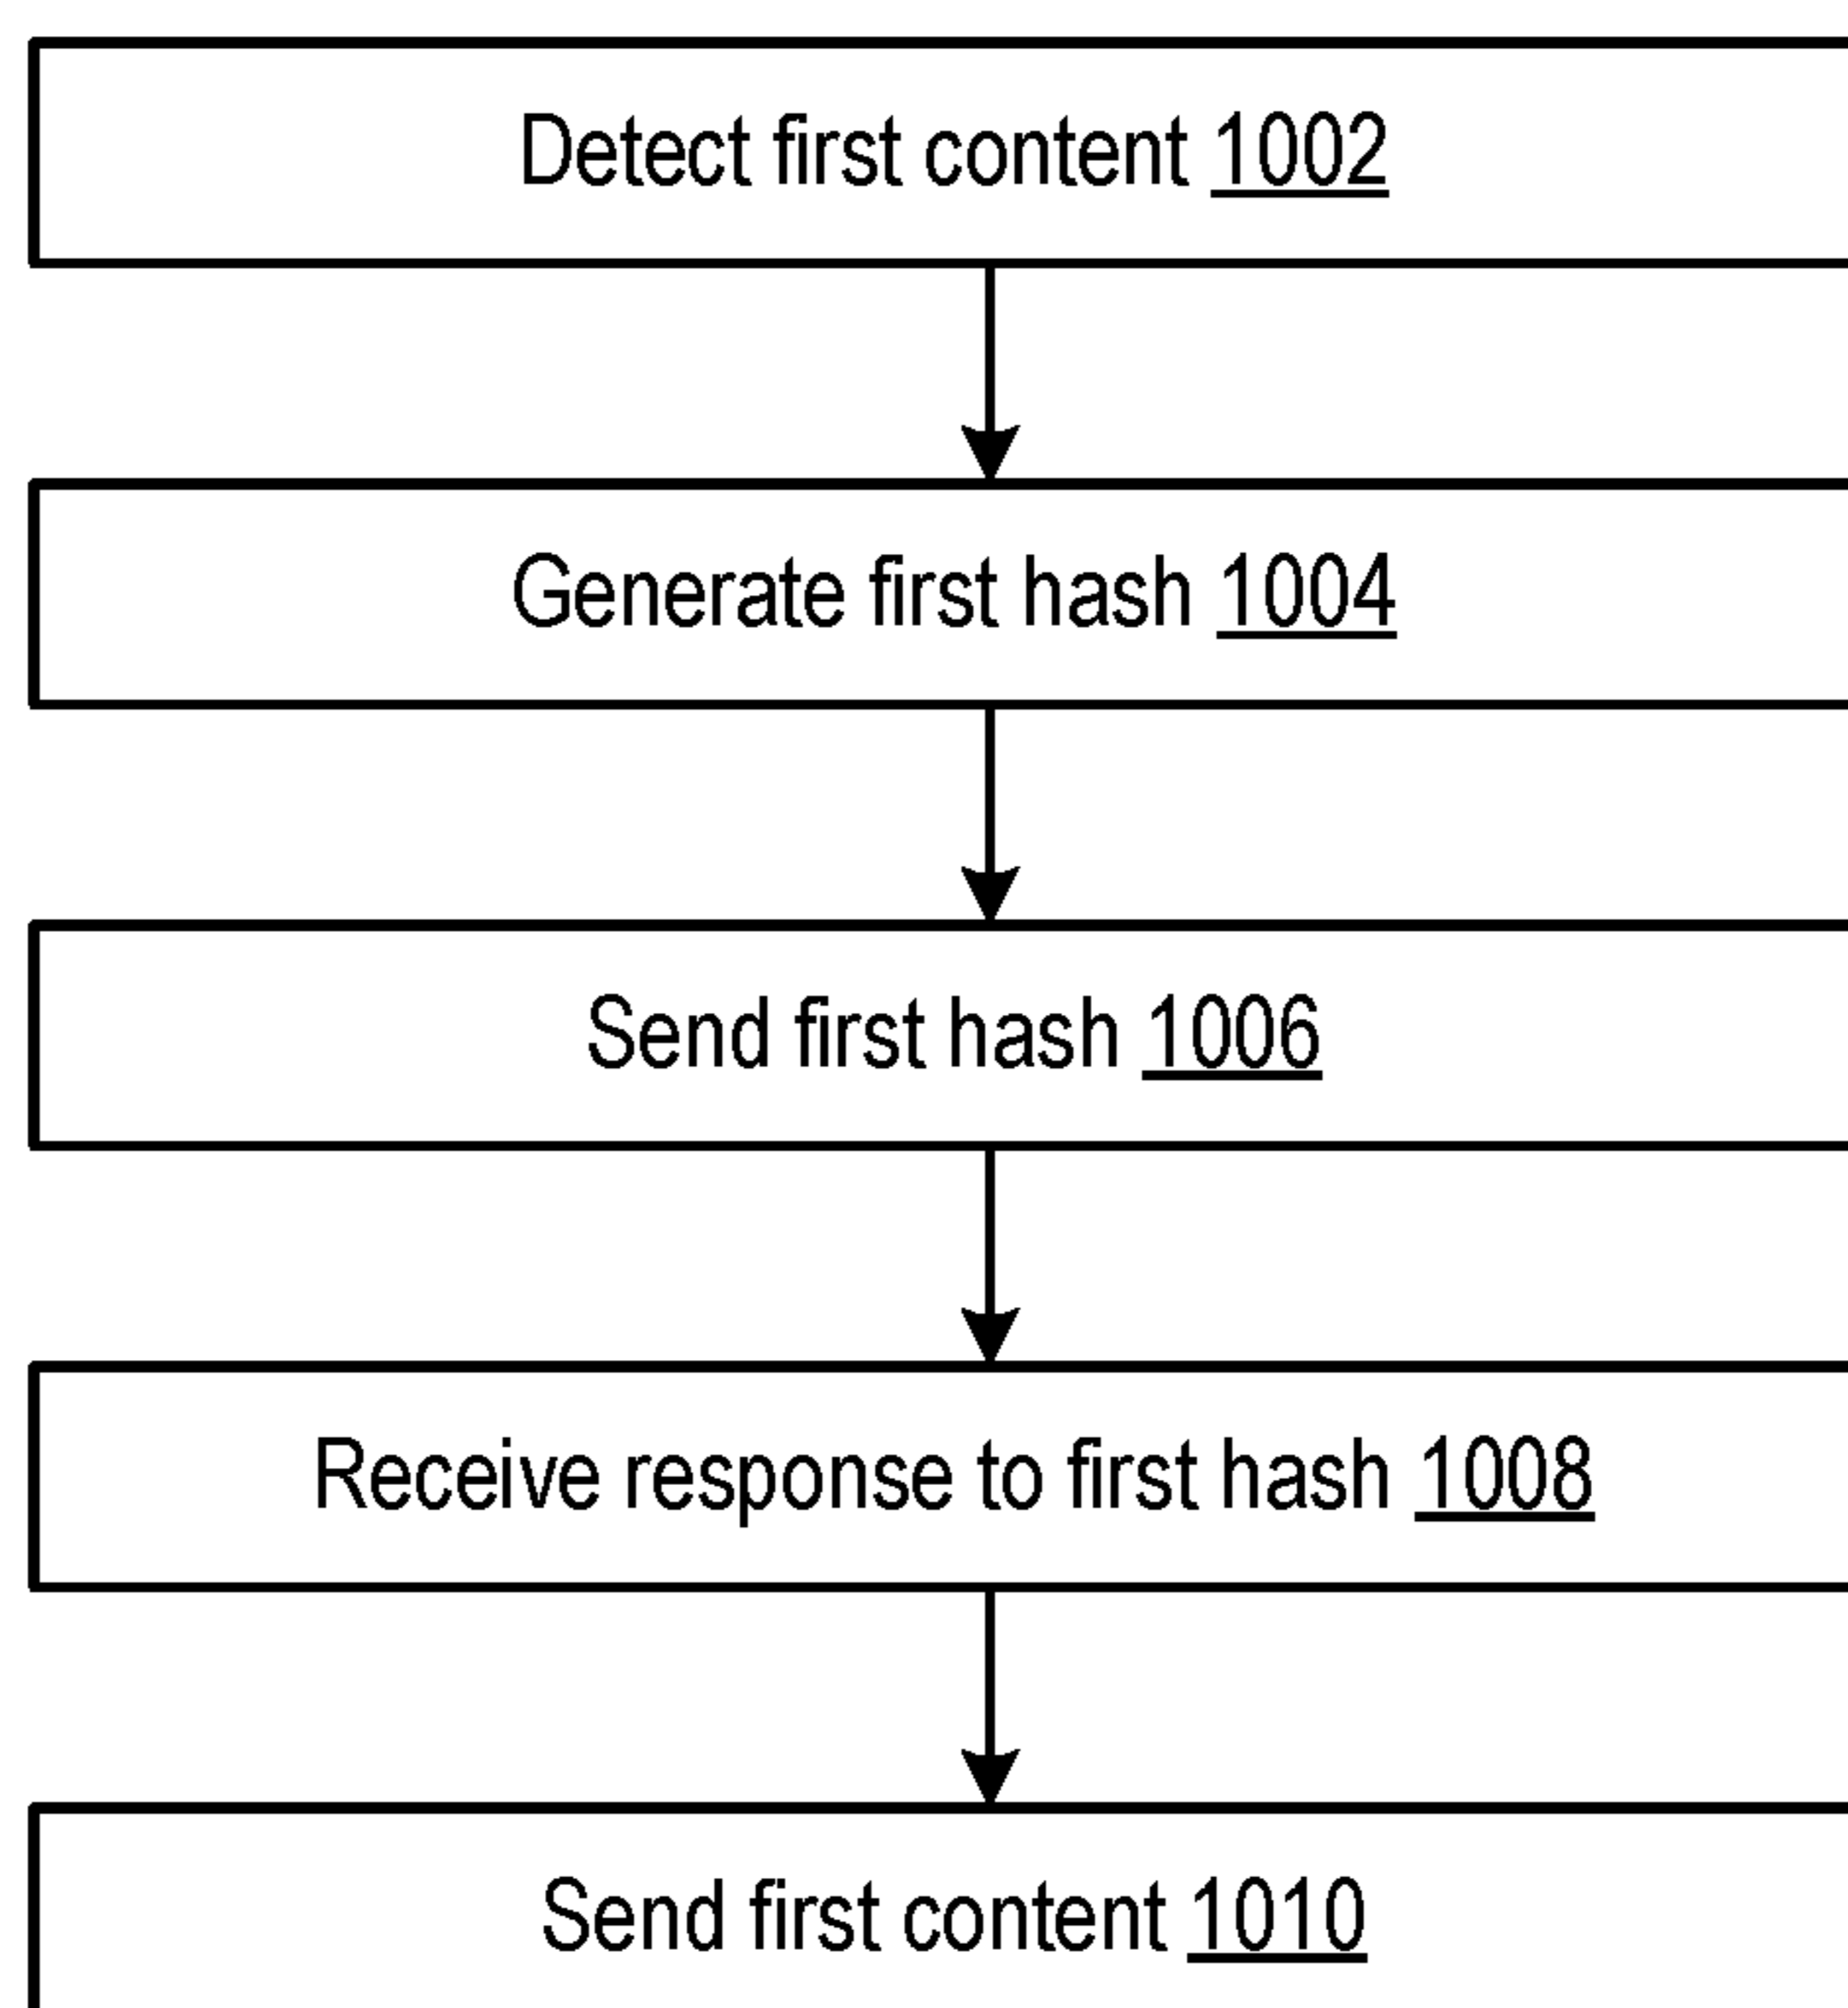 Detect first content 1002
Generate first hash 1004
Send first hash 1006
Receive response to first hash 1008
Send first content 1010